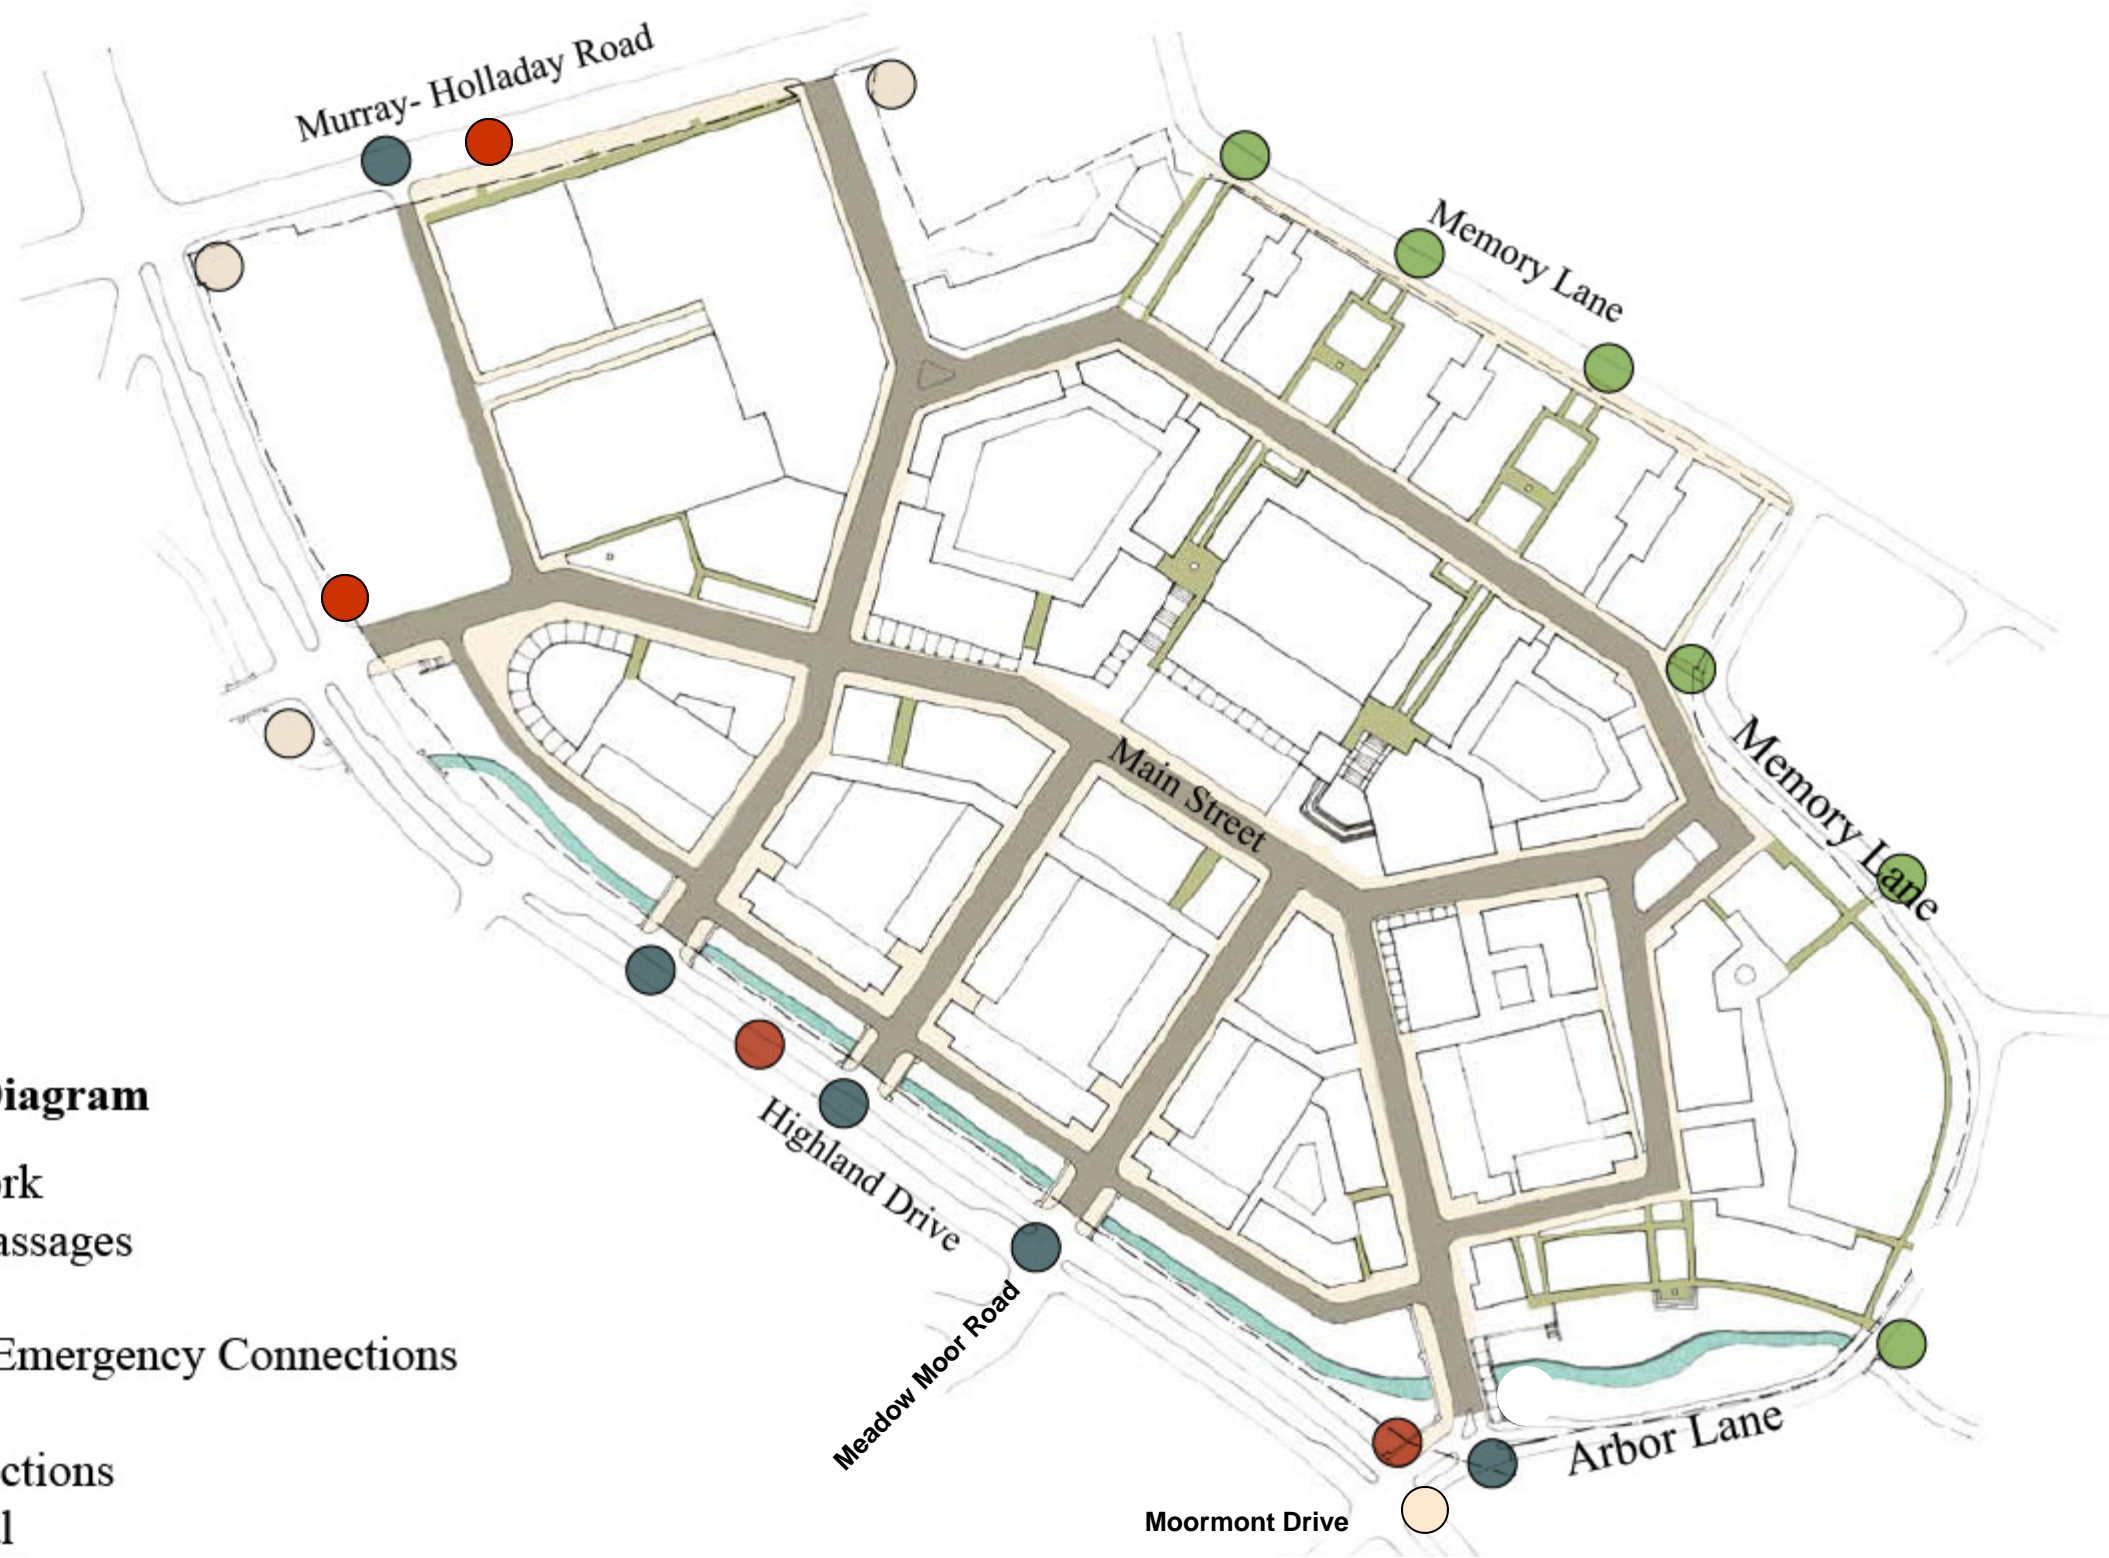 Murray- Holladay Road
Memory Lane
Memory Lane
Main Street
Highland Drive
Meadow Moor Road
Arbor Lane
Moormont Drive
iagram
rk
assages
Emergency Connections
ctions
l